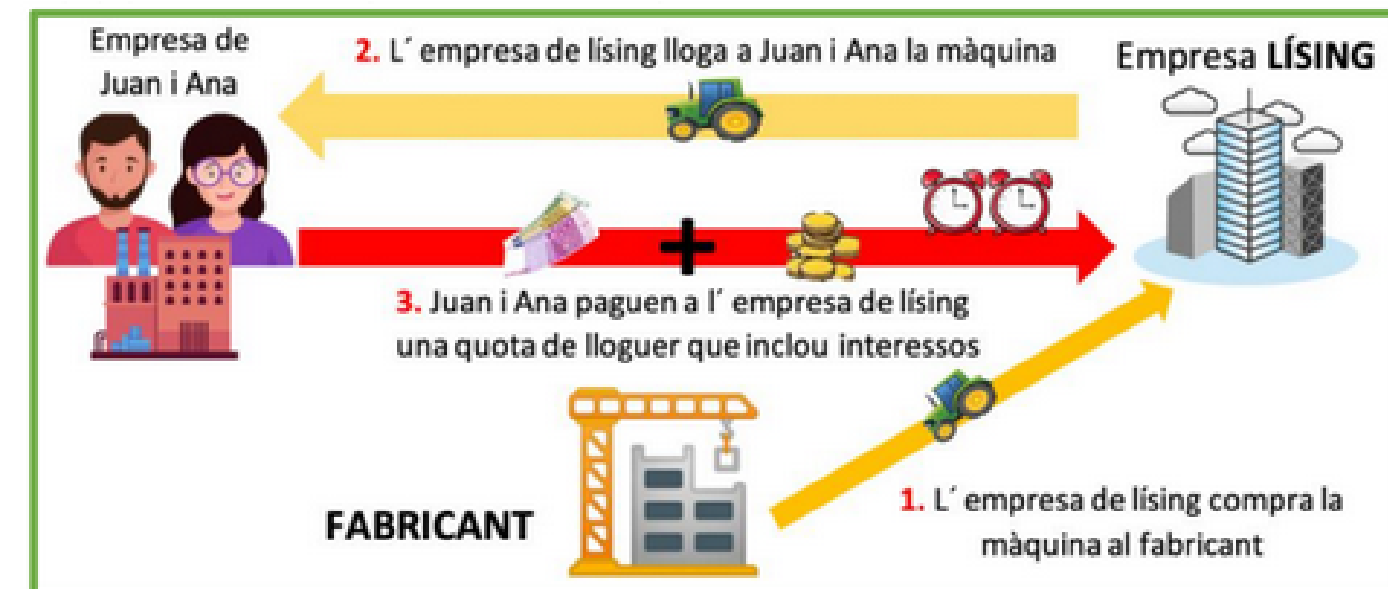 Empresa de
Juan i Ana
2. L´ empresa de lísing lloga a Juan i Ana la màquina
Empresa LÍSING
3. Juan i Ana paguen a l´ empresa de lísing
una quota de lloguer que inclou interessos
FABRICANT
1. L´ empresa de lísing compra la
màquina al fabricant